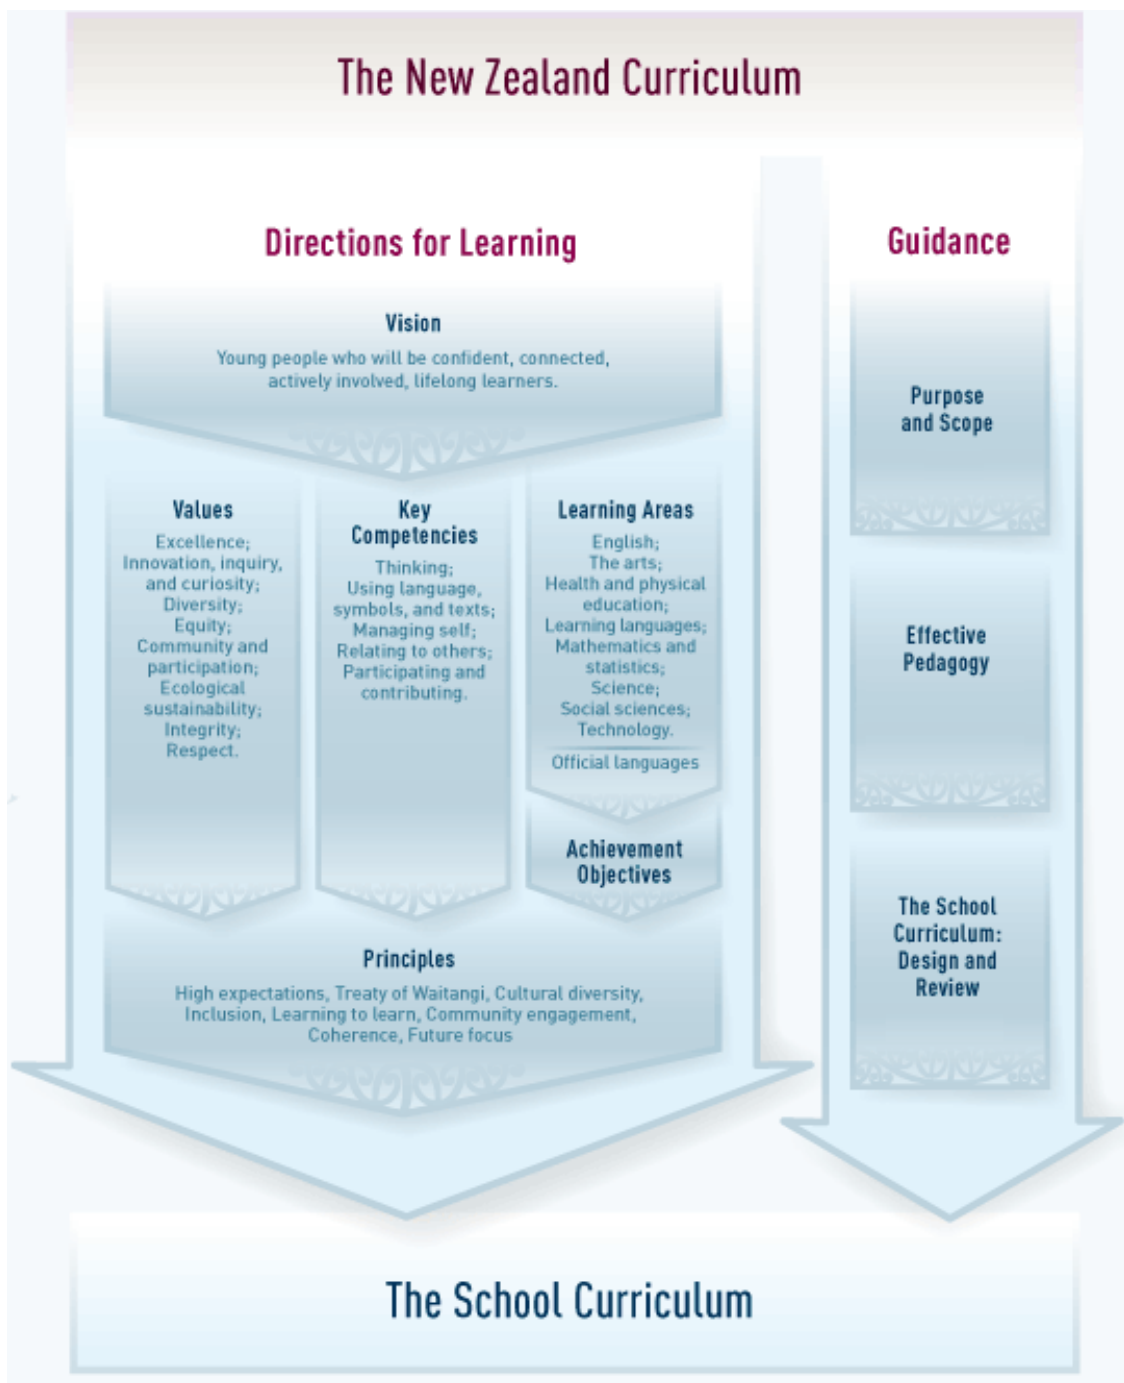 The New Zealand Curriculum
Directions for Learning
Vision
Young people who will be confident, connected,
actively involved, lifelong learners.
Values
Excellence;
Innovation, inquiry,
and curiosity;
Diversity;
Equity;
Community and
participation;
Ecological
sustainability;
Integrity;
Respect.
Key
Competencies
Thinking;
Using language,
symbols, and texts;
Managing self;
Relating to others;
Participating and
contributing.
Learning Areas
English;
The arts;
Health and physical
education;
Learning languages;
Mathematics and
statistics;
Science;
Social sciences;
Technology.
Official languages
Achievement
Objectives
Principles
High expectations, Treaty of Waitangi, Cultural diversity,
Inclusion, Learning to learn, Community engagement,
Coherence, Future focus
Guidance
Purpose
and Scope
Effective
Pedagogy
The School
Curriculum:
Design and
Review
The School Curriculum